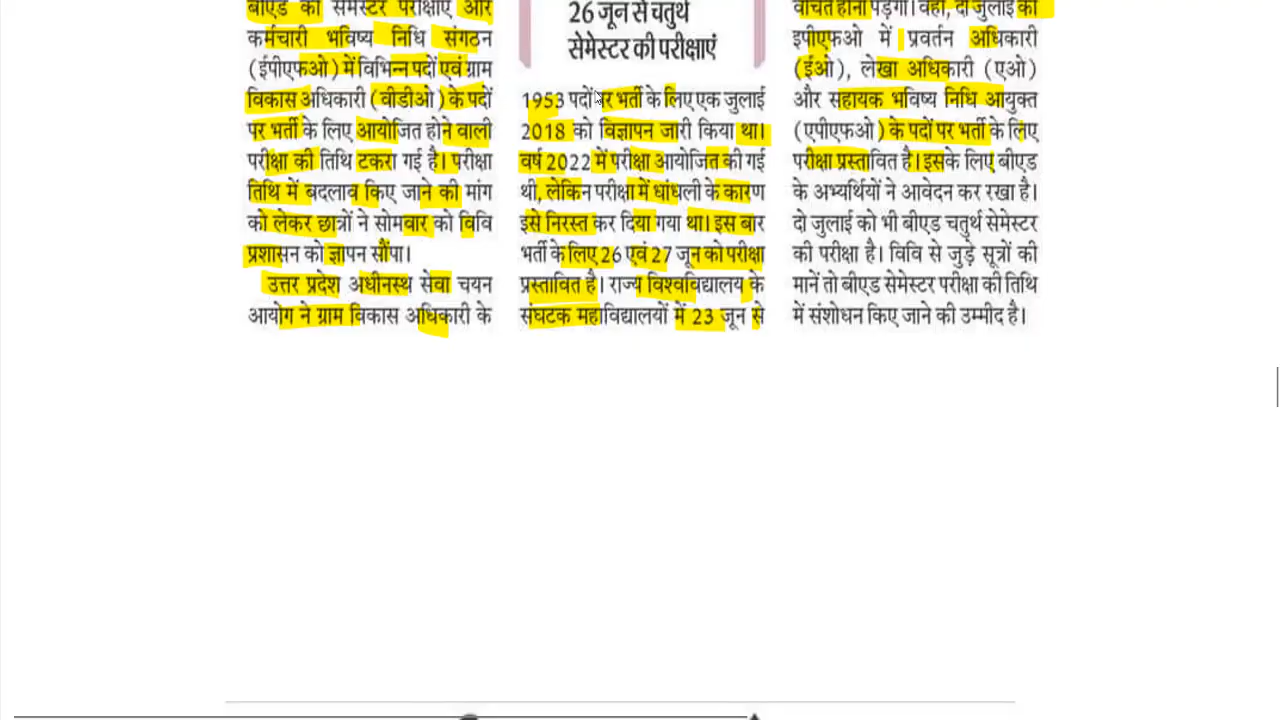 बीएड की सेमेस्टर परीक्षाएं और
कर्मचारी भविष्य निधि संगठन
(ईपीएफओ) में विभिन्न पदों एवं ग्राम
विकास अधिकारी (वीडीओ) के पदों
पर भर्ती के लिए आयोजित होने वाली
परीक्षा की तिथि टकरा गई है। परीक्षा
तिथि में बदलाव किए जाने की मांग
को लेकर छात्रों ने सोमवार को विवि
प्रशासन को ज्ञापन सौंपा।
उत्तर प्रदेश अधीनस्थ सेवा चयन
आयोग ने ग्राम विकास अधिकारी के
26 जून से चतुर्थ
सेमेस्टर की परीक्षाएं
1953 पदों पर भर्ती के लिए एक जुलाई
2018 को विज्ञापन जारी किया था।
वर्ष 2022 में परीक्षा आयोजित की गई
थी, लेकिन परीक्षा में धांधली के कारण
इसे निरस्त कर दिया गया था। इस बार
भर्ती के लिए 26 एवं 27 जून को परीक्षा
प्रस्तावित है। राज्य विश्वविद्यालय के
संघटक महाविद्यालयों में 23 जून से
वंचित होना पड़ेगा। वहीं, दो जुलाई को
इपीएफओ में प्रवर्तन अधिकारी
(ईओ), लेखा अधिकारी (एओ)
और सहायक भविष्य निधि आयुक्त
(एपीएफओ) के पदों पर भर्ती के लिए
परीक्षा प्रस्तावित है। इसके लिए बीएड
के अभ्यर्थियों ने आवेदन कर रखा है।
दो जुलाई को भी बीएड चतुर्थ सेमेस्टर
की परीक्षा है। विवि से जुड़े सूत्रों की
मानें तो बीएड सेमेस्टर परीक्षा की तिथि
में संशोधन किए जाने की उम्मीद है।